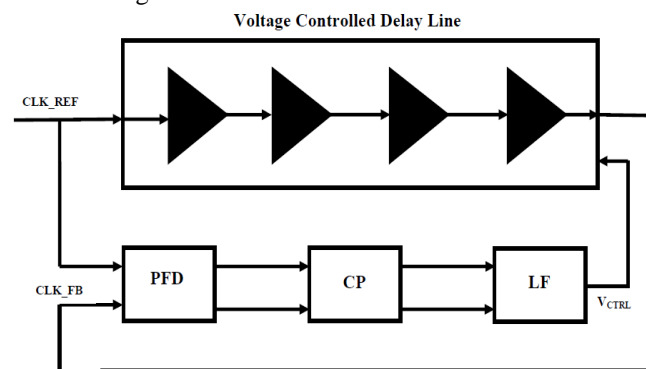 Voltage Controlled Delay Line
CLK_REF
PFD
CP
LF
CLK_FB
VCTRL